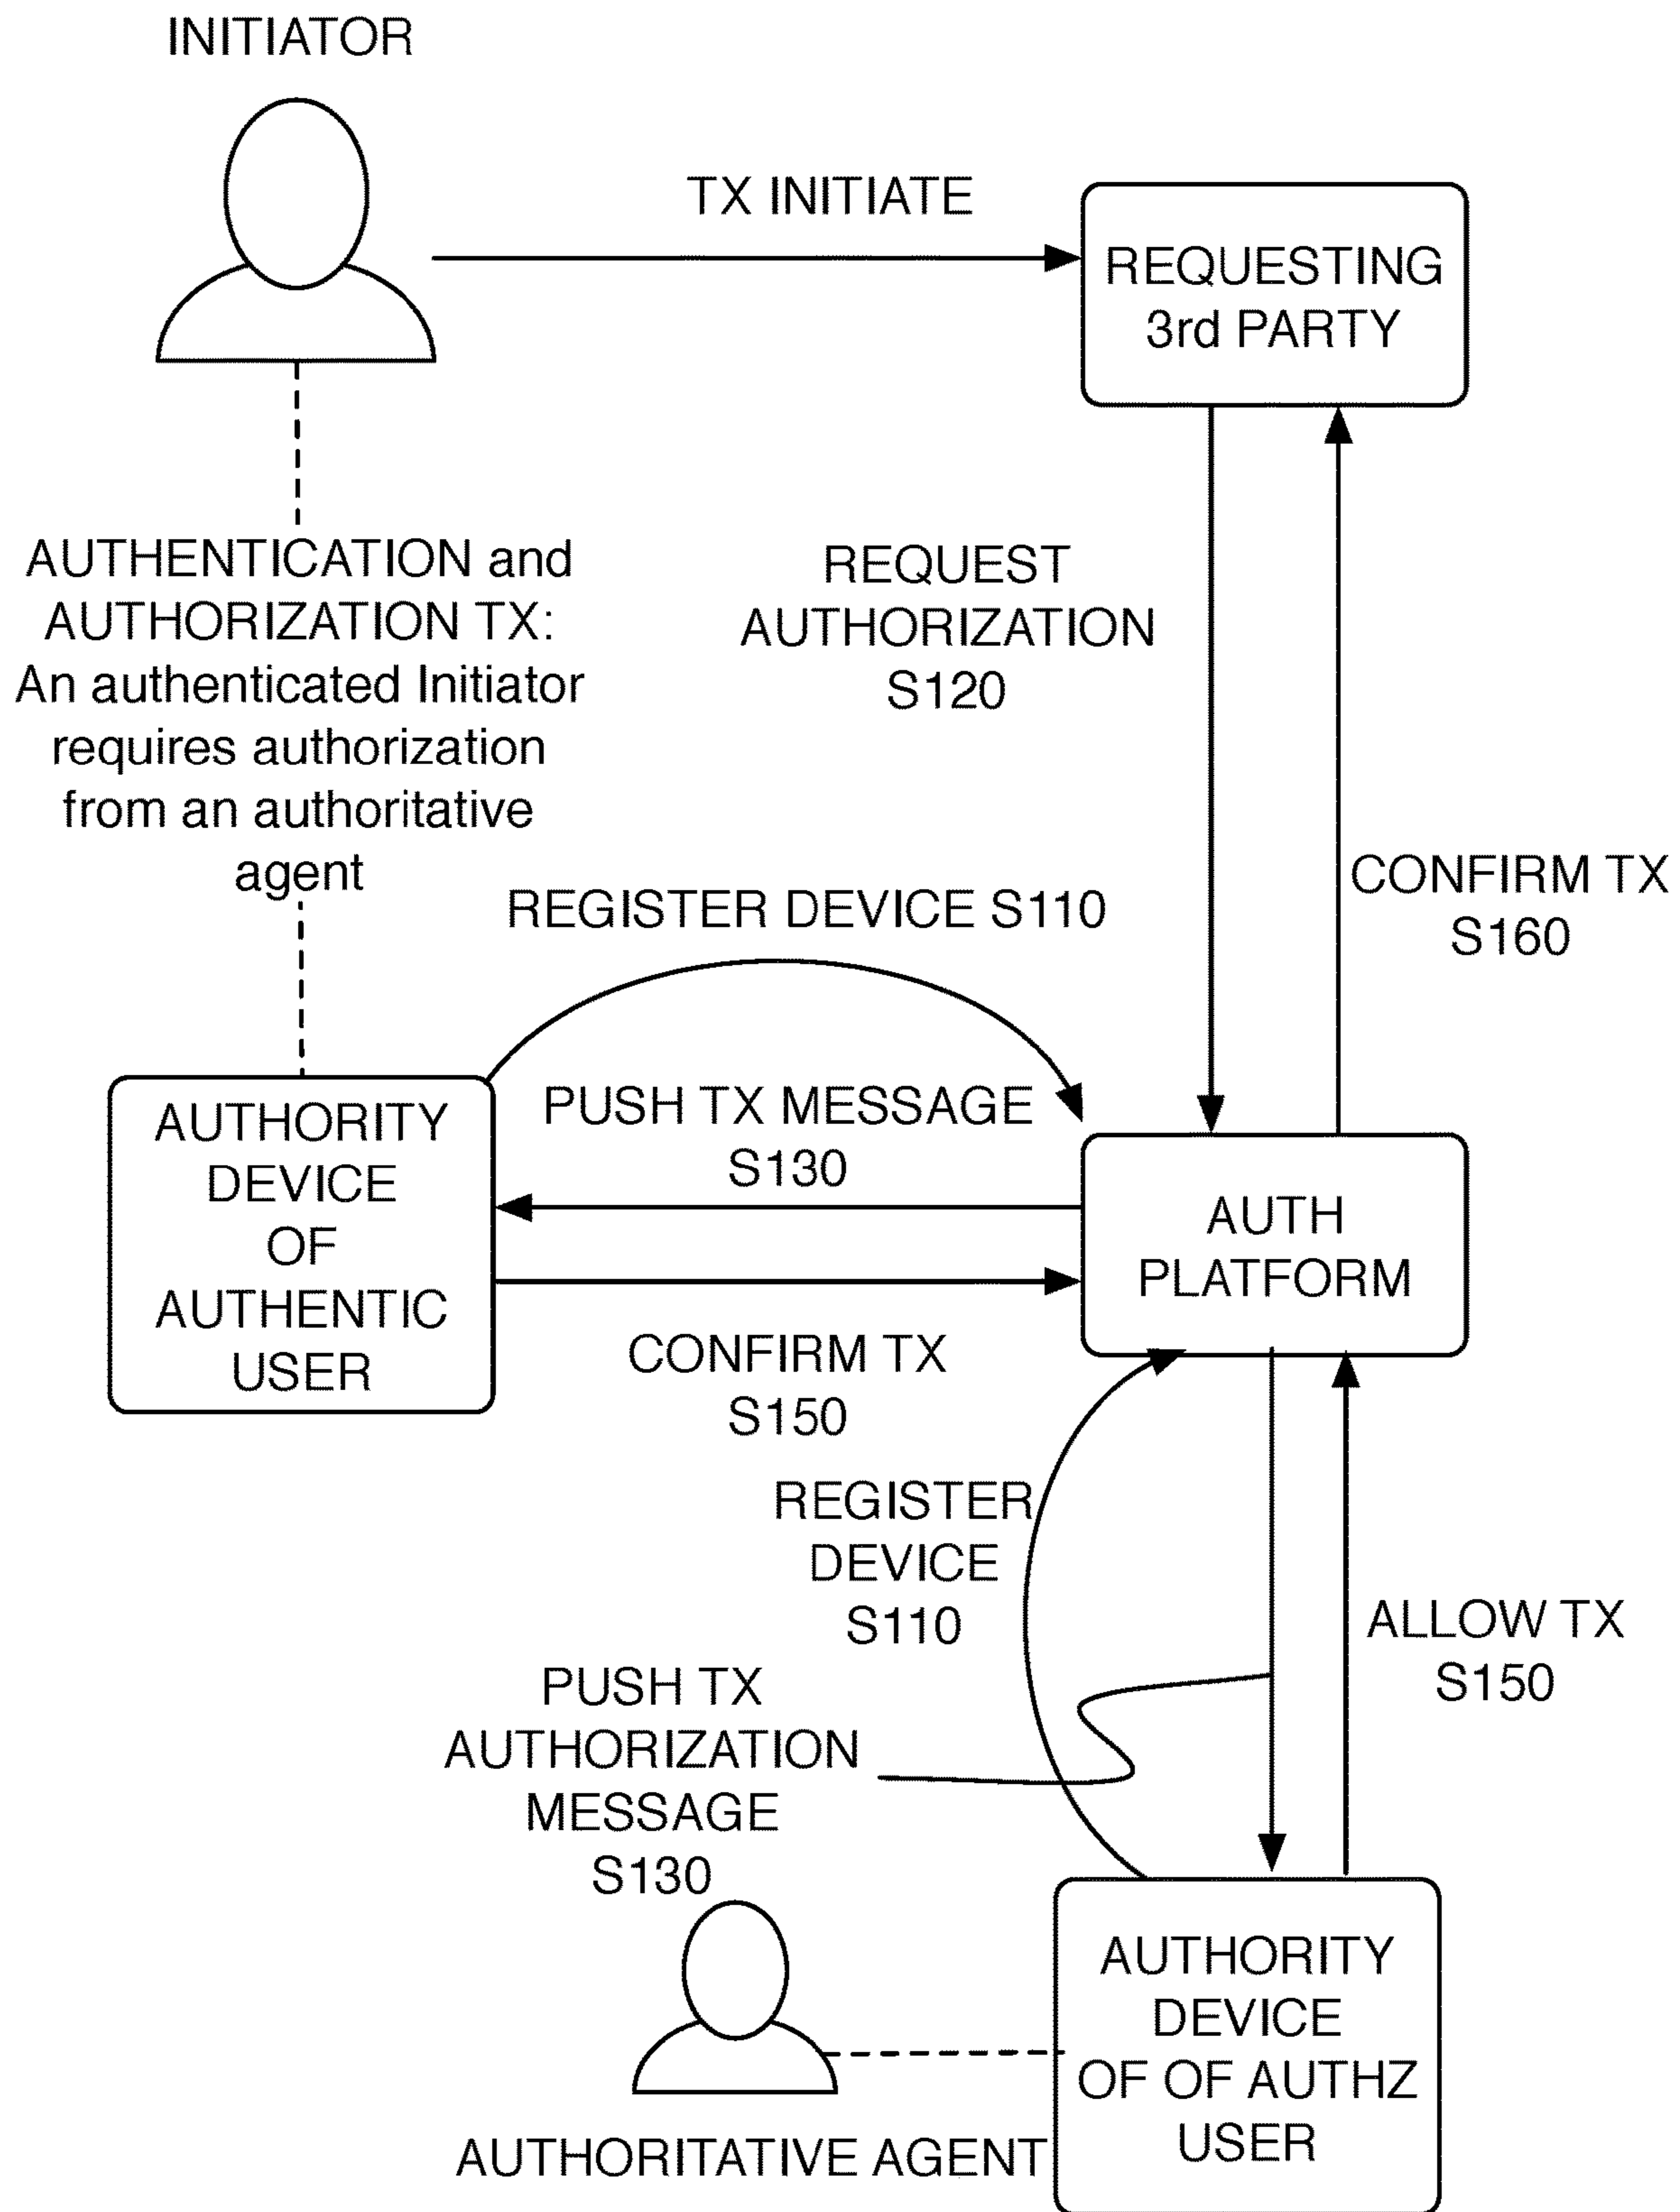 INITIATOR
TX INITIATE
REQUESTING
3rd PARTY
AUTHENTICATION and
AUTHORIZATION TX:
An authenticated Initiator
requires authorization
from an authoritative
agent
REQUEST
AUTHORIZATION
S120
CONFIRM TX
S160
REGISTER DEVICE S110
AUTHORITY
DEVICE
OF
AUTHENTIC
USER
PUSH TX MESSAGE
S130
AUTH
PLATFORM
CONFIRM TX
S150
REGISTER
DEVICE
S110
ALLOW TX
S150
PUSH TX
AUTHORIZATION
MESSAGE
S130
AUTHORITY
DEVICE
OF OF AUTHZ
USER
AUTHORITATIVE AGENT